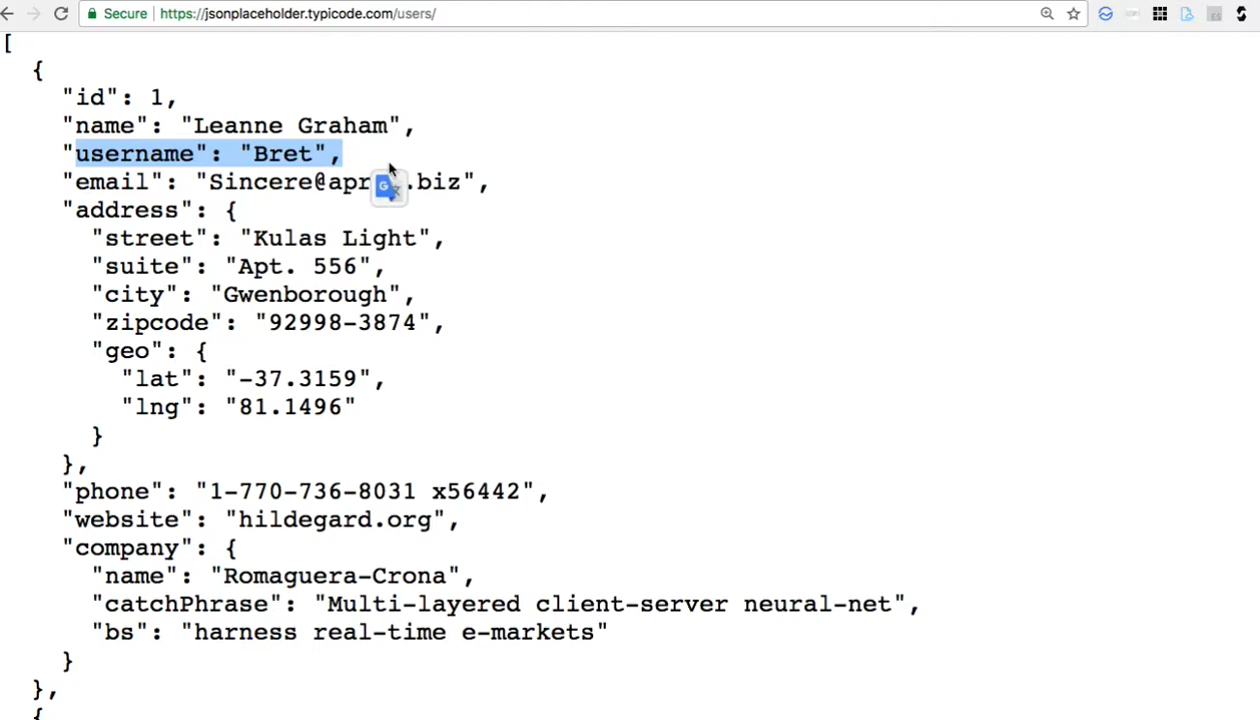 Secure https://jsonplaceholder.typicode.com/users/
[
{
"id": 1,
"name": "Leanne Graham",
"username": "Bret",
"email": "Sincere@apr .biz",
"address": {
"street": "Kulas Light",
"suite": "Apt. 556",
"city": "Gwenborough",
"zipcode": "92998-3874",
"geo": {
"lat": "-37.3159",
"lng": "81.1496"
}
},
"phone": "1-770-736-8031 x56442",
"website": "hildegard.org",
"company": {
"name": "Romaguera-Crona",
"catchPhrase": "Multi-layered client-server neural-net",
"bs": "harness real-time e-markets"
}
},
{